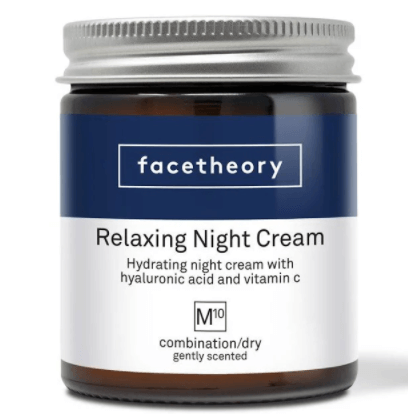 facetheory
Relaxing Night Cream
Hydrating night cream with
hyaluronic acid and vitamin c
M10
combination/dry
gently scented